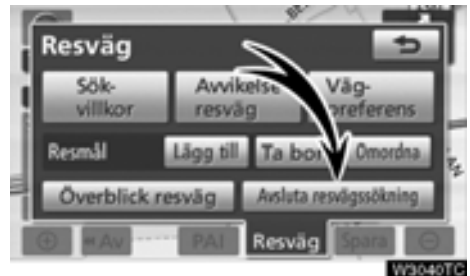 Resväg
Sök-
villkor
Avvikelse
resväg
Väg-
preferens
Resmål
Lägg till
Ta bort
Omordna
Överblick resväg
Avsluta resvägssökning
Av
PAI
Resväg
Spara
W3040TC